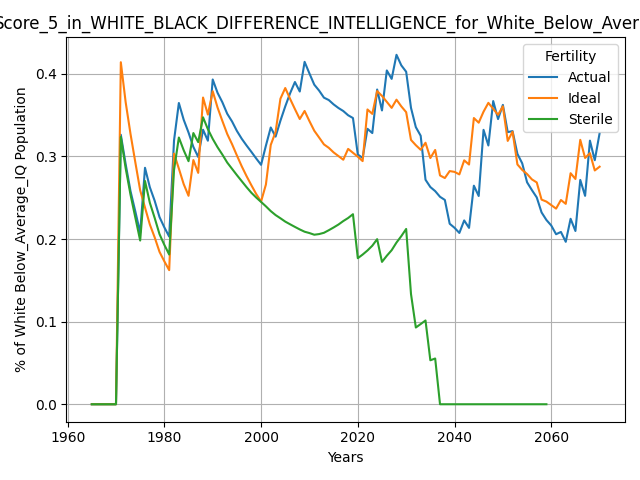 Score_5_in_WHITE_BLACK_DIFFERENCE_INTELLIGENCE_for_White_Below_Aver
% of White Below_Average_IQ Population
0.4
0.3
0.2
0.1
0.0
Fertility
Actual
Ideal
Sterile
1960
1980
2000
2020
2040
2060
Years